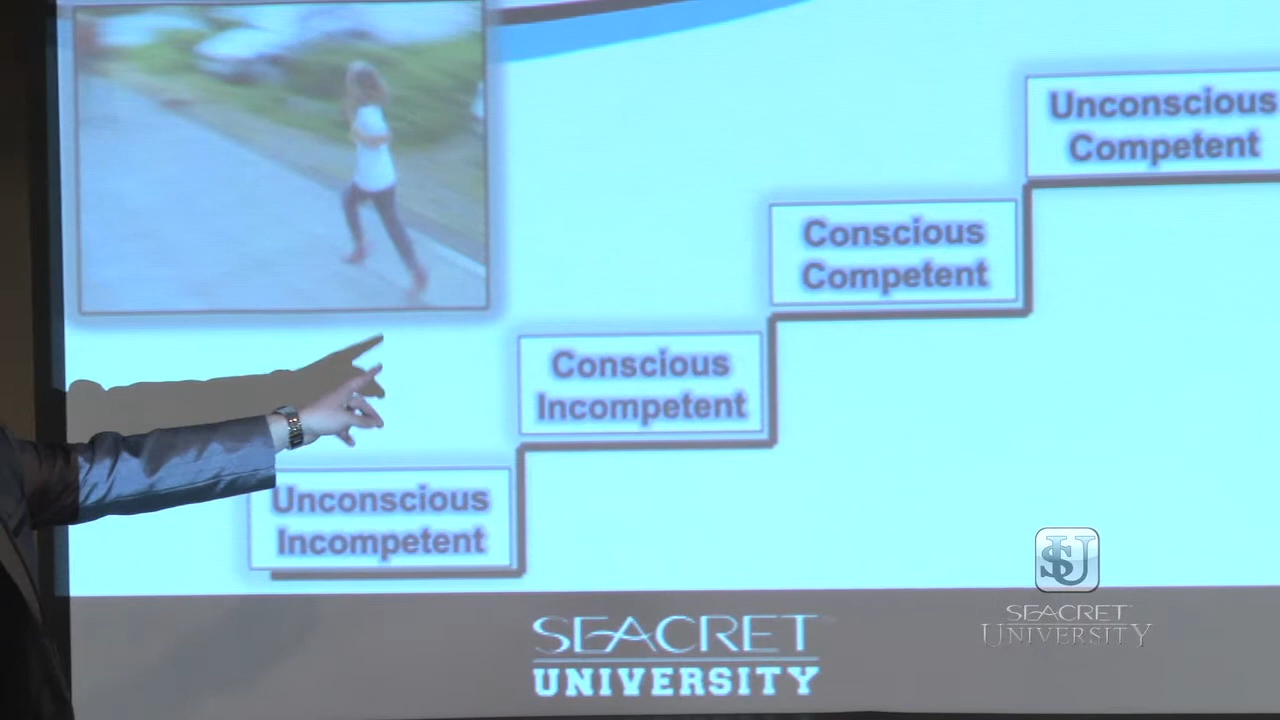 Unconscious
Competent
Conscious
Competent
Conscious
Incompetent
Unconscious
Incompetent
SEACRET
UNIVERSITY
SU
SEACRET
UNIVERSITY